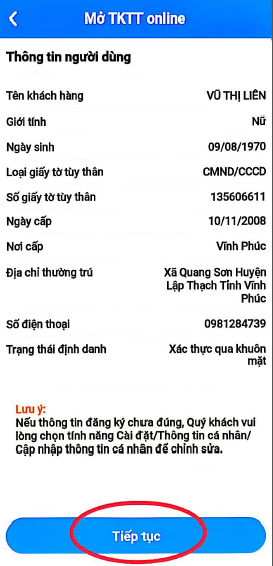 Mở TKTT online
Thông tin người dùng
Tên khách hàng VŨ THỊ LIÊN
Giới tính Nữ
Ngày sinh 09/08/1970
Loại giấy tờ tùy thân CMND/CCCD
Số giấy tờ tùy thân 135606611
Ngày cấp 10/11/2008
Nơi cấp Vĩnh Phúc
Địa chỉ thường trú Xã Quang Sơn Huyện
Lập Thạch Tỉnh Vĩnh
Phúc
Số điện thoại 0981284739
Trạng thái định danh Xác thực qua khuôn
mặt
Lưu ý:
Nếu thông tin đăng ký chưa đúng, Quý khách vui
lòng chọn tính năng Cài đặt/Thông tin cá nhân/
Cập nhập thông tin cá nhân để chỉnh sửa.
Tiếp tục